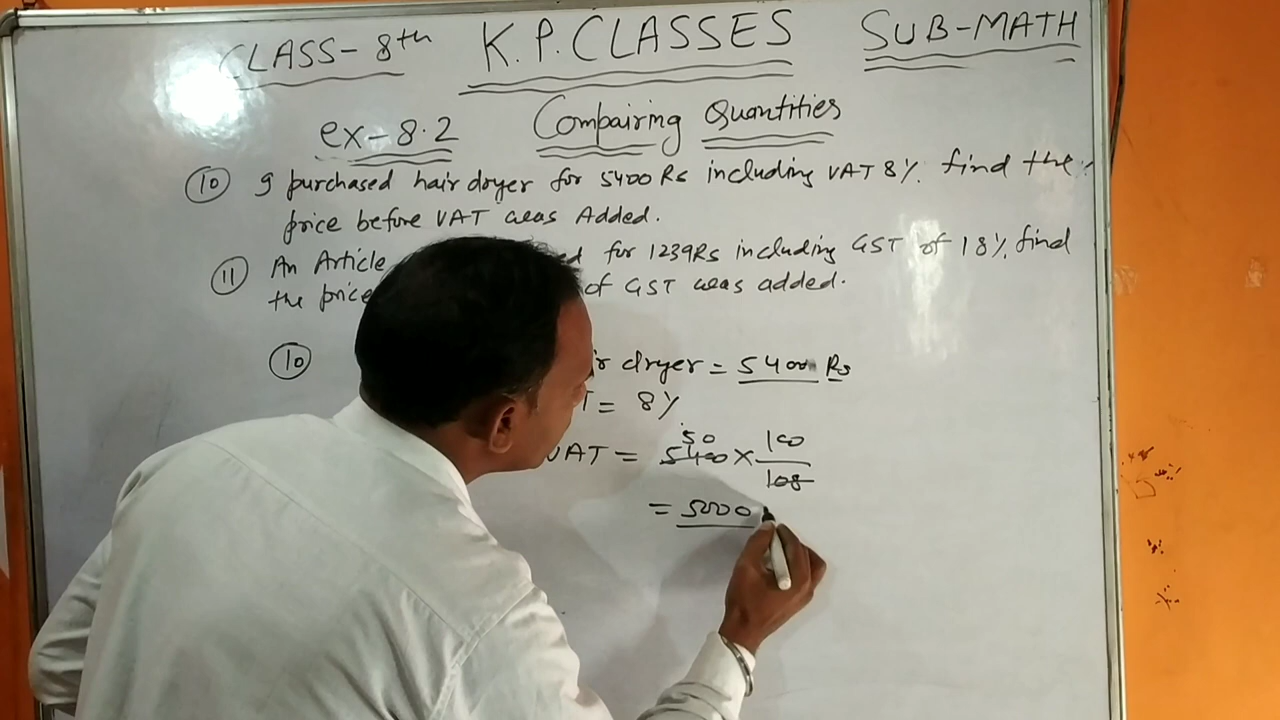 CLASS-8th K.P. CLASSES SUB-MATH
ex-8.2 Compairing Quantities
(10) I purchased hair dryer for 5400 Rs including VAT 8%. find the
price before VAT was Added.
(11) An Article for 1239Rs including GST of 18%. find
the price of GST was added.
(10) dryer = 5400 Rs
= 8%
VAT = 5400 × 100/108
50
= 5000